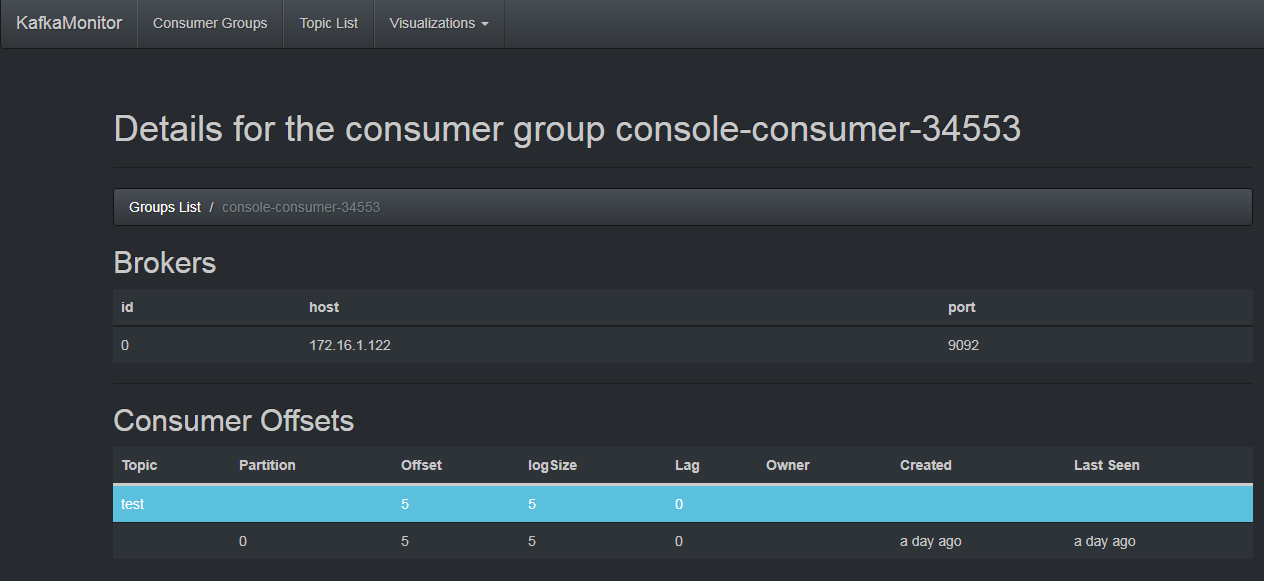 KafkaMonitor Consumer Groups Topic List Visualizations
Details for the consumer group console-consumer-34553
Groups List / console-consumer-34553
Brokers
id host port
0 172.16.1.122 9092
Consumer Offsets
Topic Partition Offset logSize Lag Owner Created Last Seen
test 5 5 0
0 5 5 0 a day ago a day ago